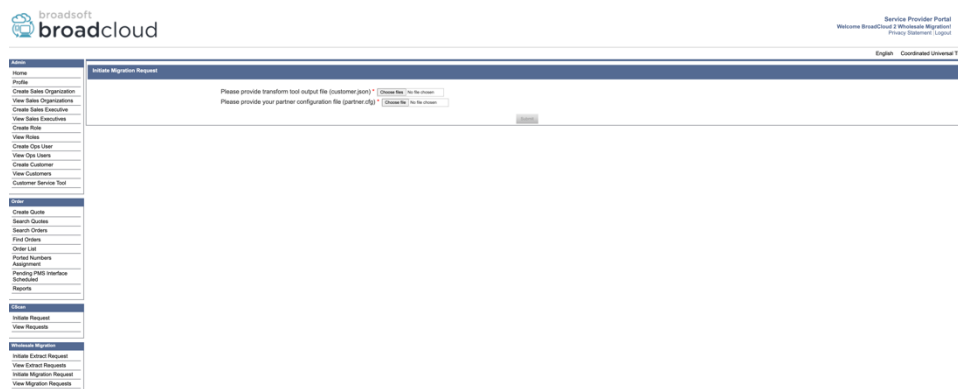 broadsoft
broadcloud
Service Provider Portal
Welcome BroadCloud 2 Wholesale Migration!
Privacy Statement | Logout
English Coordinated Universal T
Admin
Home
Profile
Create Sales Organization
View Sales Organizations
Create Sales Executive
View Sales Executives
Create Role
View Roles
Create Ops User
View Ops Users
Create Customer
View Customers
Customer Service Tool
Order
Create Quote
Search Quotes
Search Orders
Find Orders
Order List
Ported Numbers
Assignment
Pending PMS Interface
Scheduled
Reports
CScan
Initiate Request
View Requests
Wholesale Migration
Initiate Extract Request
View Extract Requests
Initiate Migration Request
View Migration Requests
Initiate Migration Request
Please provide transform tool output file (customer.json) * Choose Files No file chosen
Please provide your partner configuration file (partner.cfg) * Choose File No file chosen
Submit